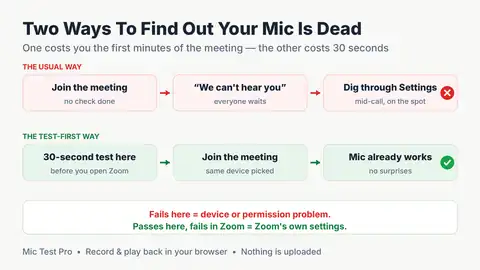 Two Ways To Find Out Your Mic Is Dead
One costs you the first minutes of the meeting — the other costs 30 seconds
THE USUAL WAY
Join the meeting
no check done
“We can't hear you”
everyone waits
Dig through Settings
mid-call, on the spot
THE TEST-FIRST WAY
30-second test here
before you open Zoom
Join the meeting
same device picked
Mic already works
no surprises
Fails here = device or permission problem.
Passes here, fails in Zoom = Zoom's own settings.
Mic Test Pro • Record & play back in your browser • Nothing is uploaded